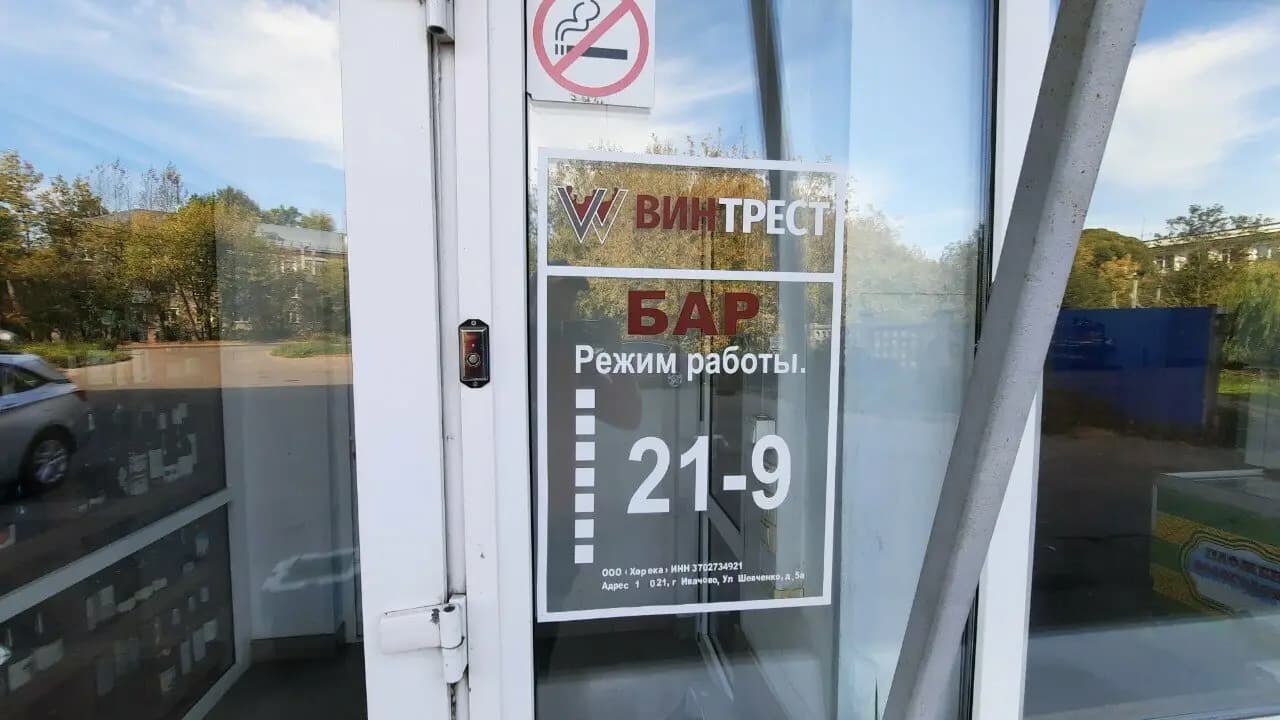 ВИНТРЕСТ
БАР
Режим работы.
21-9
ООО «Хорека» ИНН 3702734921
Адрес 1 021, г Иваново, Ул Шевченко, д, 5а